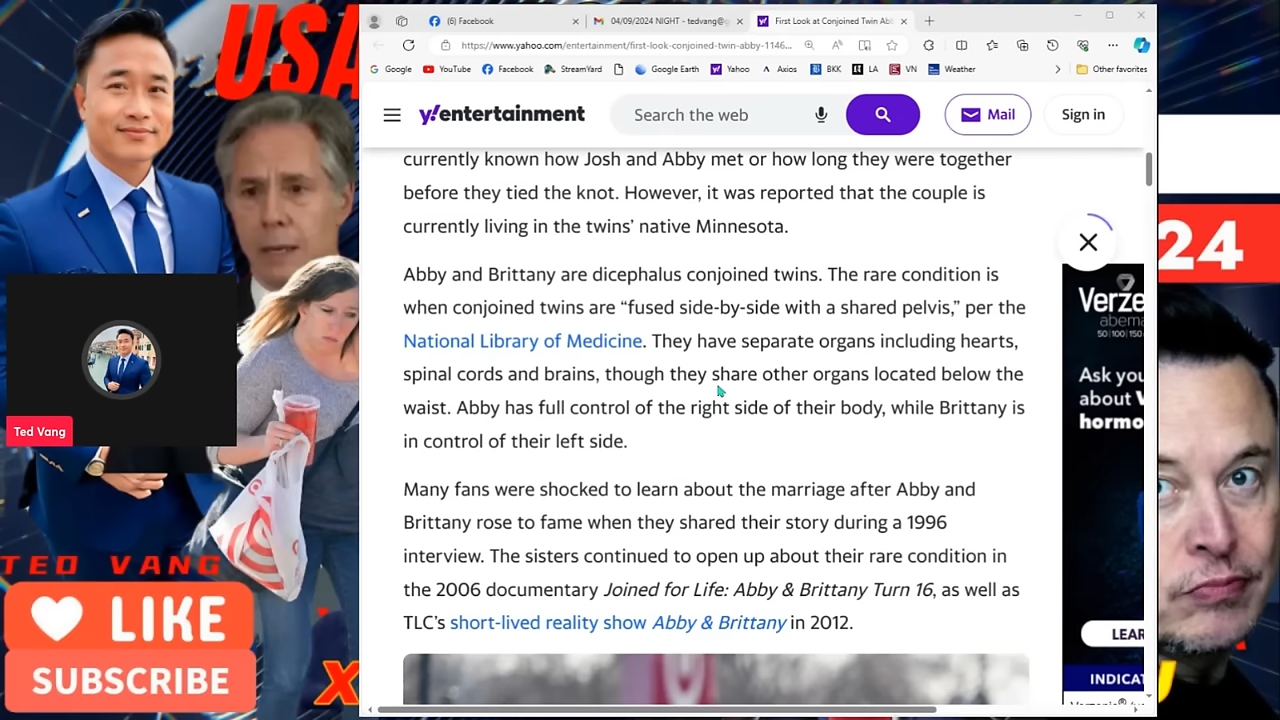 USA
(6) Facebook
04/09/2024 NIGHT - tedvang@
First Look at Conjoined Twin Ab
https://www.yahoo.com/entertainment/first-look-conjoined-twin-abby-1146...
Google
YouTube
Facebook
StreamYard
Google Earth
Yahoo
Axios
BKK
LA
VN
Weather
Other favorites
y!entertainment
Search the web
Mail
Sign in
currently known how Josh and Abby met or how long they were together
before they tied the knot. However, it was reported that the couple is
currently living in the twins’ native Minnesota.
Abby and Brittany are dicephalus conjoined twins. The rare condition is
when conjoined twins are “fused side-by-side with a shared pelvis,” per the
National Library of Medicine. They have separate organs including hearts,
spinal cords and brains, though they share other organs located below the
waist. Abby has full control of the right side of their body, while Brittany is
in control of their left side.
Many fans were shocked to learn about the marriage after Abby and
Brittany rose to fame when they shared their story during a 1996
interview. The sisters continued to open up about their rare condition in
the 2006 documentary Joined for Life: Abby & Brittany Turn 16, as well as
TLC’s short-lived reality show Abby & Brittany in 2012.
24
Verze
abema
50|100|150
Ask you
about V
hormo
LEAR
INDICAT
Ted Vang
TED VANG
LIKE
SUBSCRIBE
X